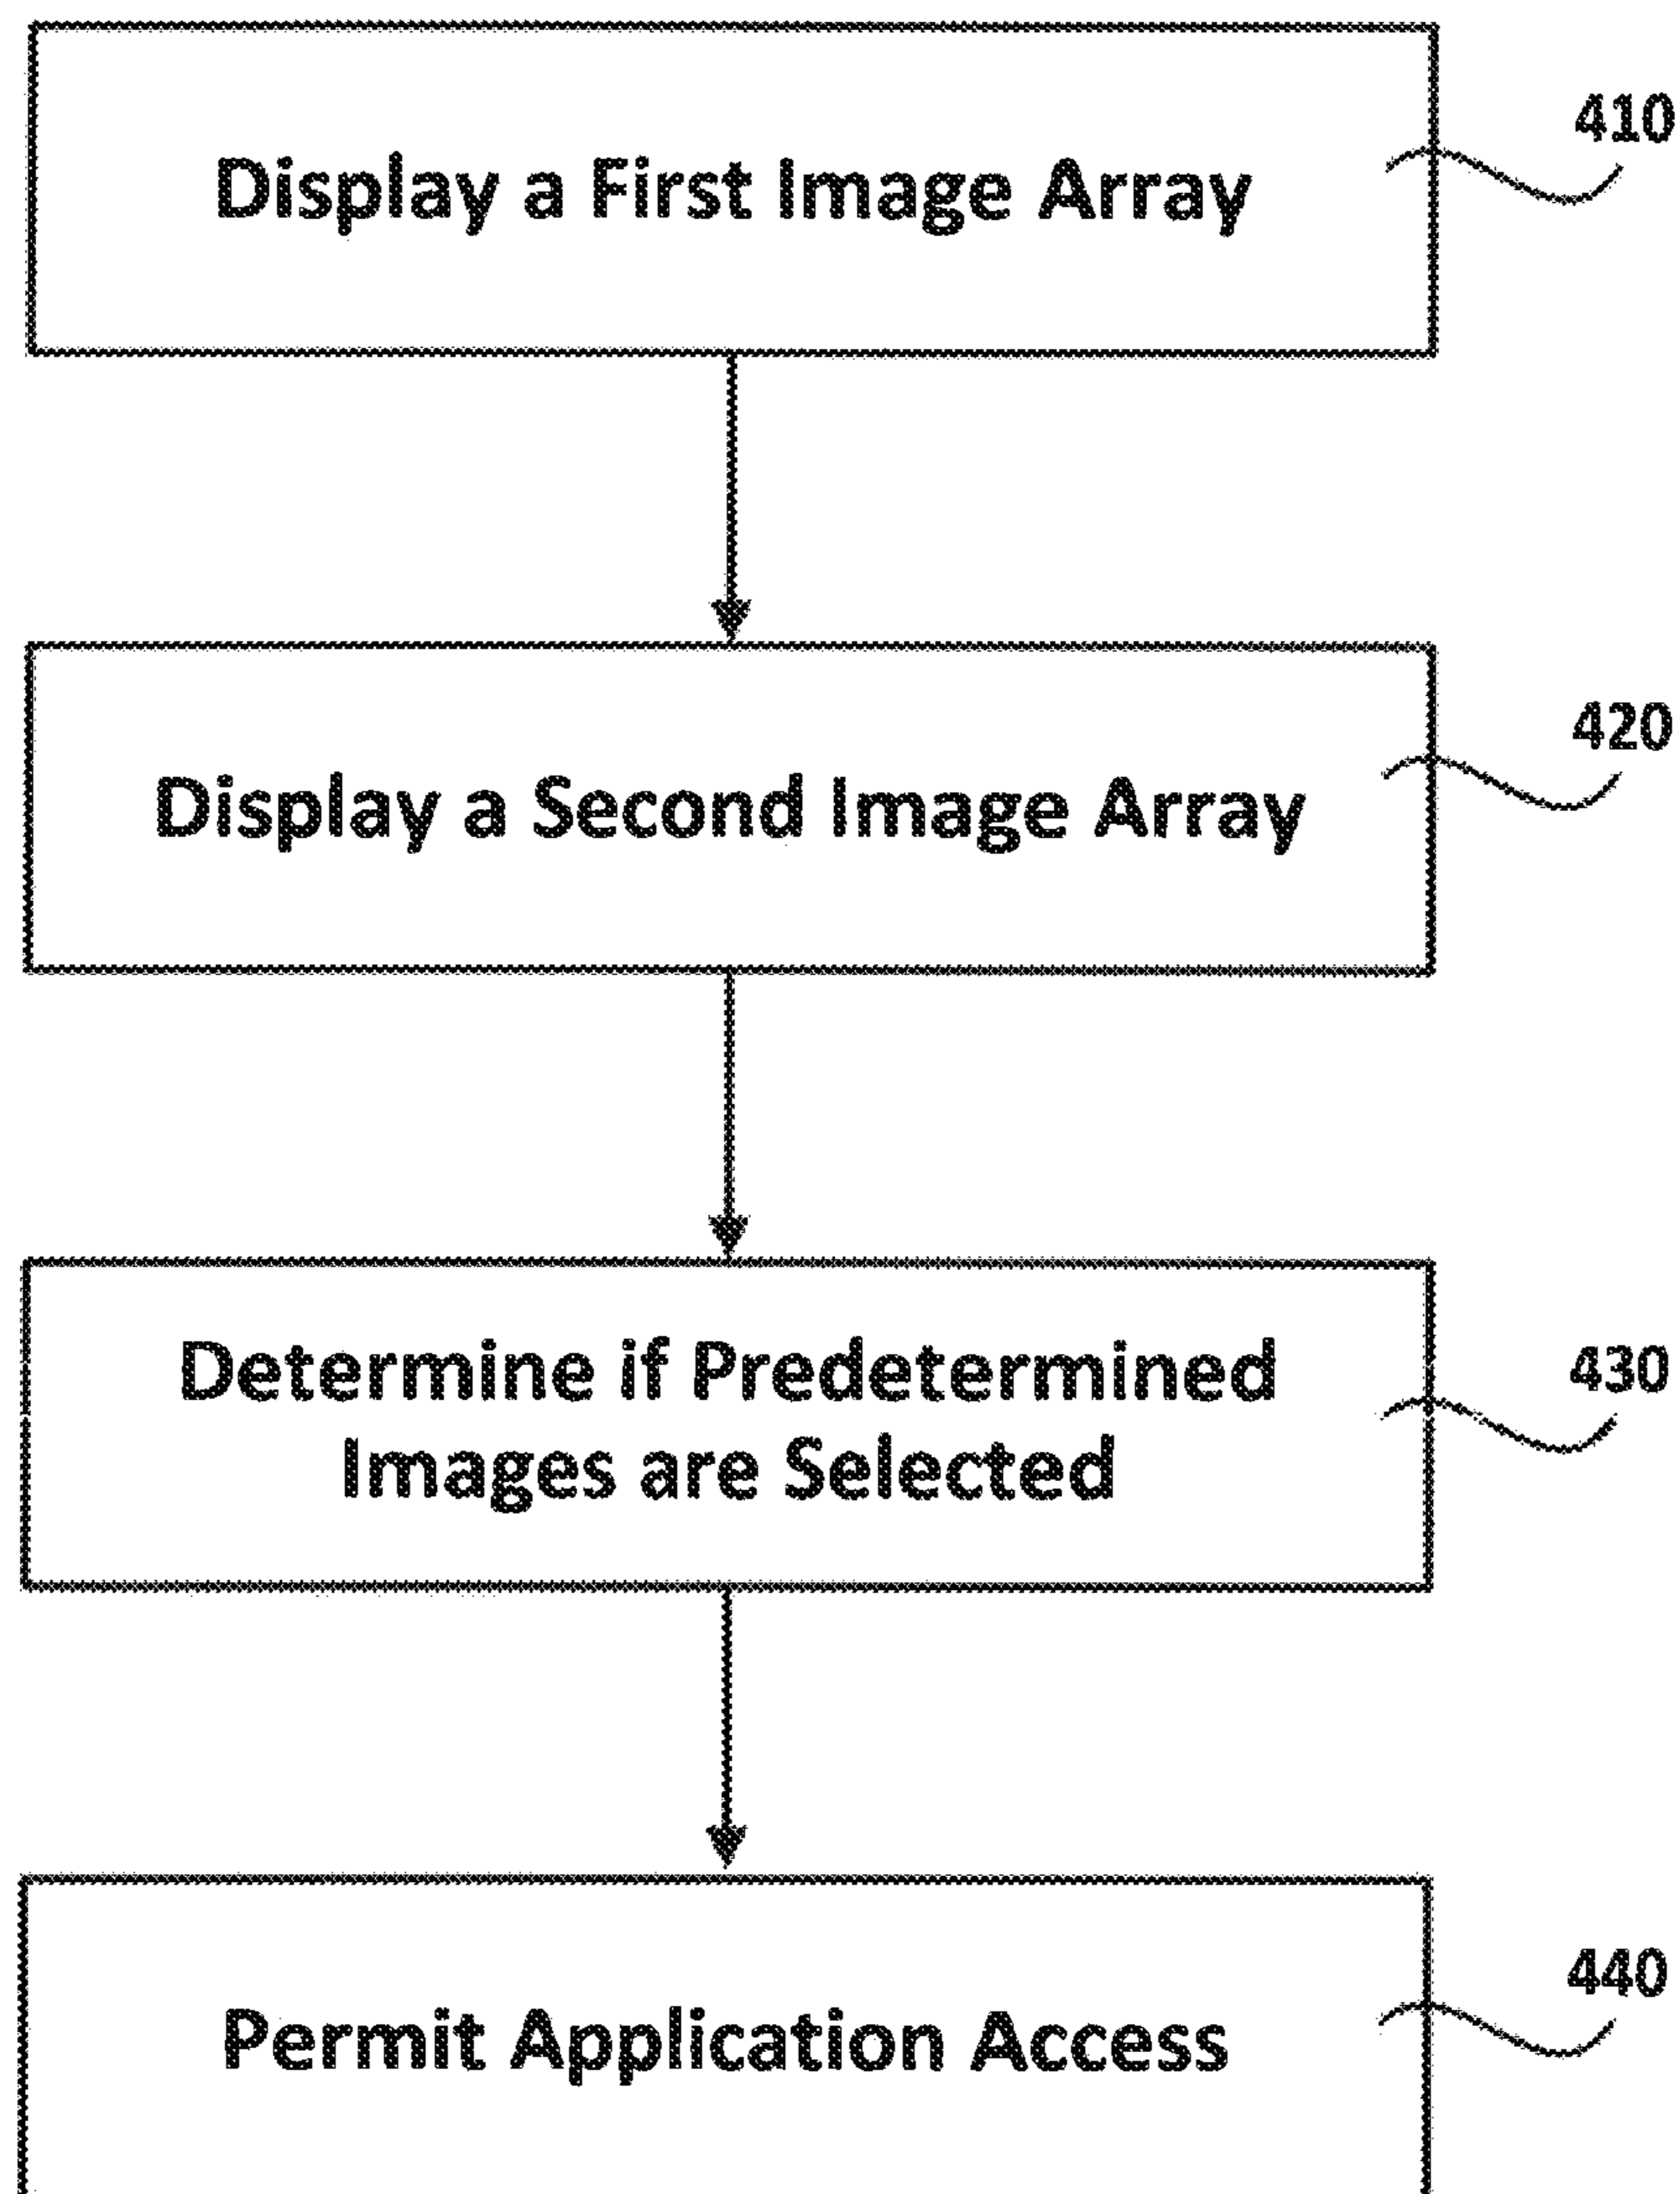 Display a First Image Array
410
Display a Second Image Array
420
Determine if Predetermined
Images are Selected
430
Permit Application Access
440